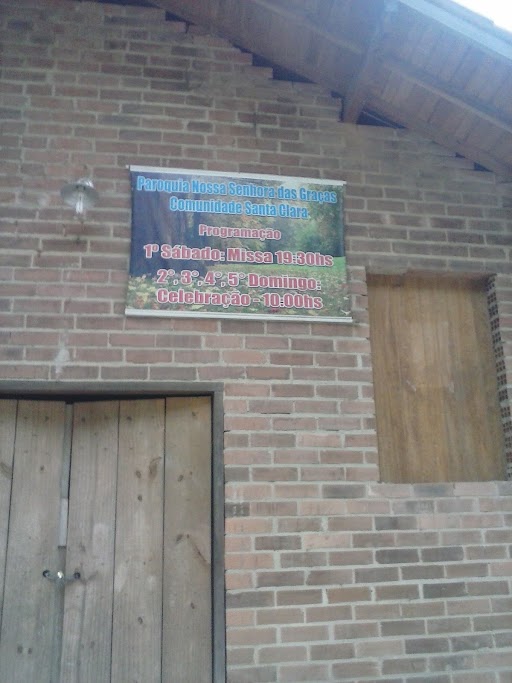 Paroquia Nossa Senhora das Graças
Comunidade Santa Clara
Programação
1º Sábado: Missa 19:30hs
2º, 3º, 4º, 5º Domingo:
Celebração - 10:00hs